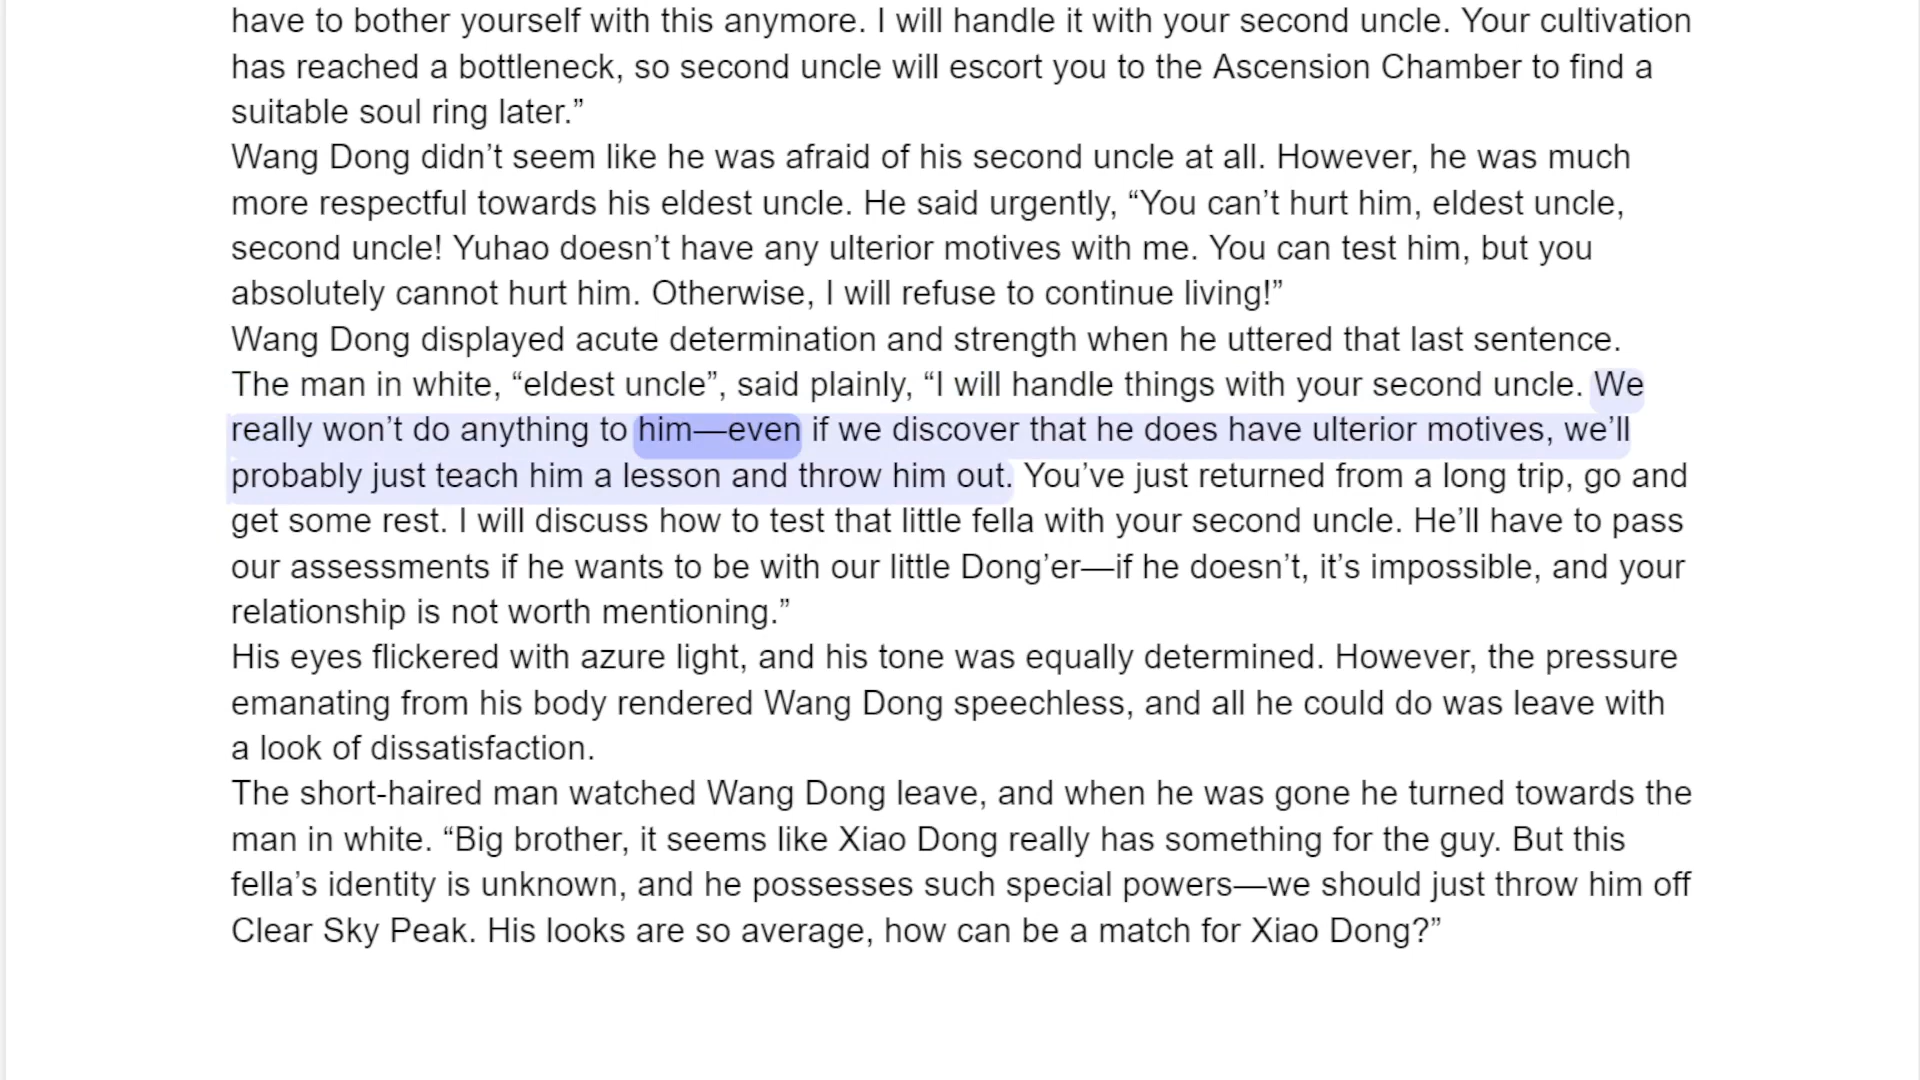 have to bother yourself with this anymore. I will handle it with your second uncle. Your cultivation
has reached a bottleneck, so second uncle will escort you to the Ascension Chamber to find a
suitable soul ring later.”
Wang Dong didn’t seem like he was afraid of his second uncle at all. However, he was much
more respectful towards his eldest uncle. He said urgently, “You can’t hurt him, eldest uncle,
second uncle! Yuhao doesn’t have any ulterior motives with me. You can test him, but you
absolutely cannot hurt him. Otherwise, I will refuse to continue living!”
Wang Dong displayed acute determination and strength when he uttered that last sentence.
The man in white, “eldest uncle”, said plainly, “I will handle things with your second uncle. We
really won’t do anything to him—even if we discover that he does have ulterior motives, we’ll
probably just teach him a lesson and throw him out. You’ve just returned from a long trip, go and
get some rest. I will discuss how to test that little fella with your second uncle. He’ll have to pass
our assessments if he wants to be with our little Dong’er—if he doesn’t, it’s impossible, and your
relationship is not worth mentioning.”
His eyes flickered with azure light, and his tone was equally determined. However, the pressure
emanating from his body rendered Wang Dong speechless, and all he could do was leave with
a look of dissatisfaction.
The short-haired man watched Wang Dong leave, and when he was gone he turned towards the
man in white. “Big brother, it seems like Xiao Dong really has something for the guy. But this
fella’s identity is unknown, and he possesses such special powers—we should just throw him off
Clear Sky Peak. His looks are so average, how can be a match for Xiao Dong?”